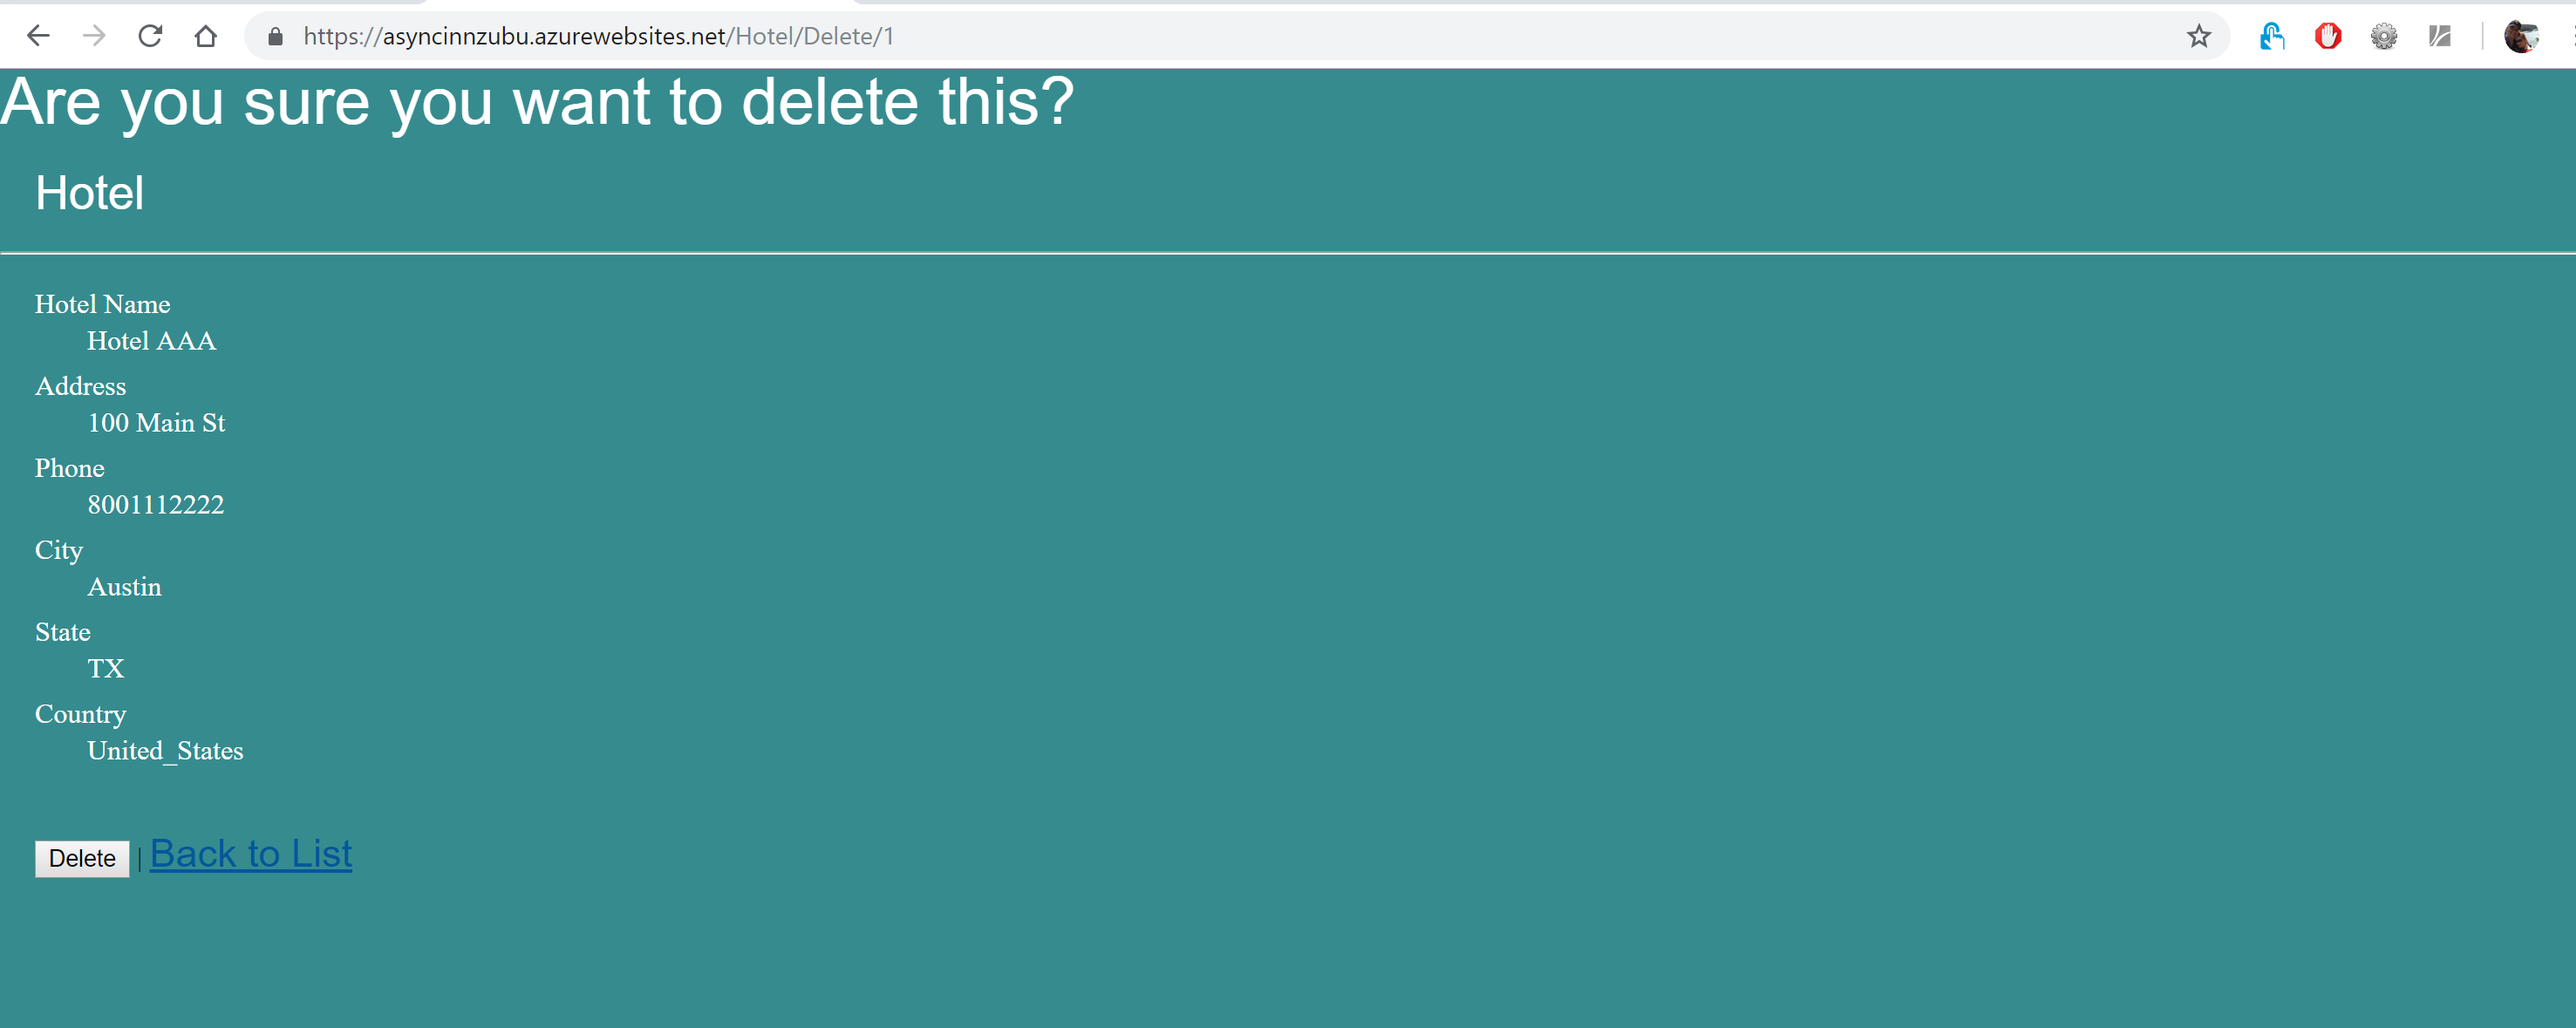 https://asyncinnzubu.azurewebsites.net/Hotel/Delete/1
Are you sure you want to delete this?
Hotel
Hotel Name
Hotel AAA
Address
100 Main St
Phone
8001112222
City
Austin
State
TX
Country
United_States
Delete | Back to List